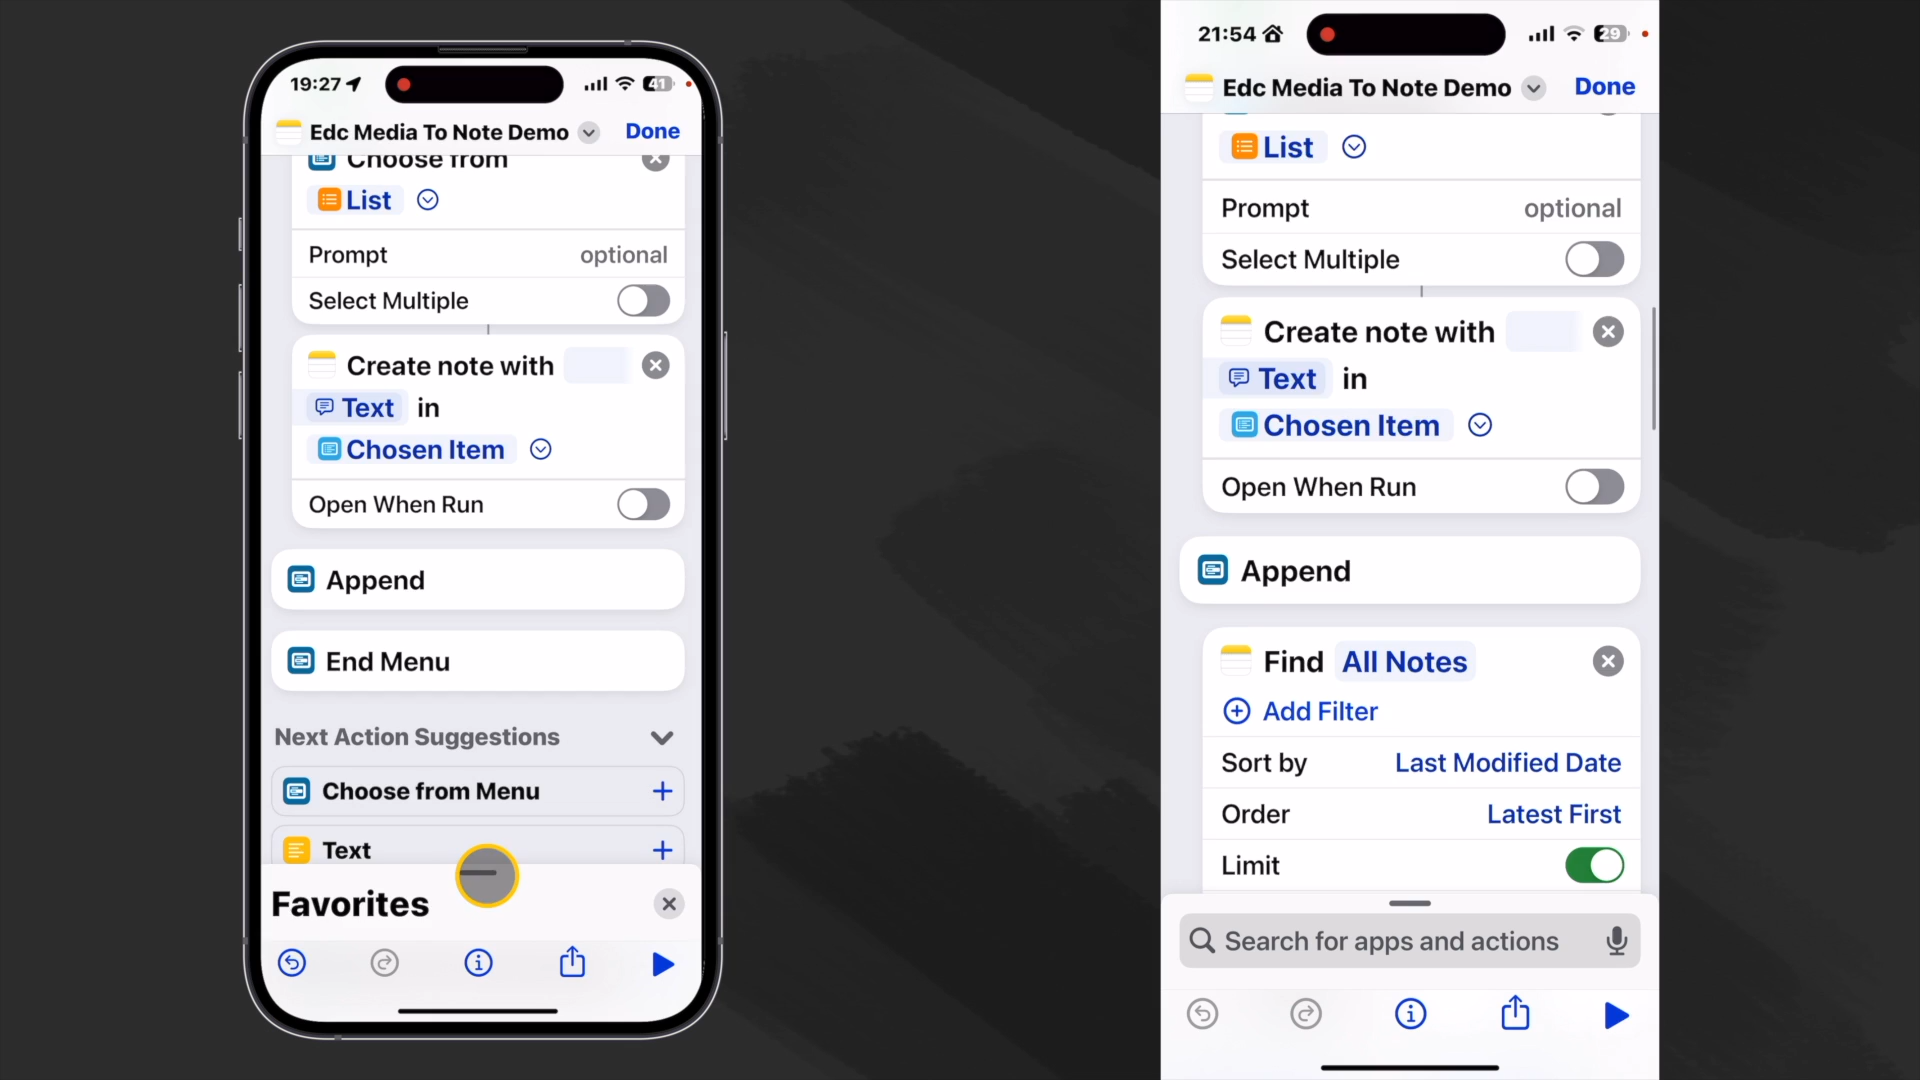 19:27
41
Edc Media To Note Demo
Done
Choose from
List
Prompt
optional
Select Multiple
Create note with
Text in
Chosen Item
Open When Run
Append
End Menu
Next Action Suggestions
Choose from Menu
Text
Favorites
21:54
29
Edc Media To Note Demo
Done
List
Prompt
optional
Select Multiple
Create note with
Text in
Chosen Item
Open When Run
Append
Find All Notes
Add Filter
Sort by
Last Modified Date
Order
Latest First
Limit
Search for apps and actions